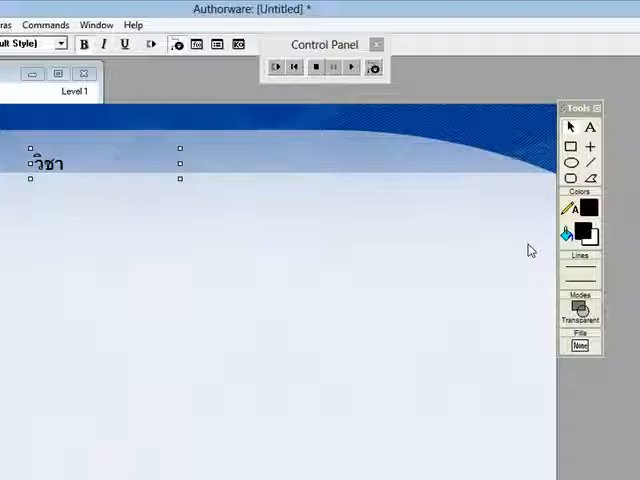 Authorware: [Untitled] *
ras Commands Window Help
ult Style) B I U
Control Panel
Level 1
Tools
A
วิชา
Colors
A
Lines
Modes
Transparent
Fills
None